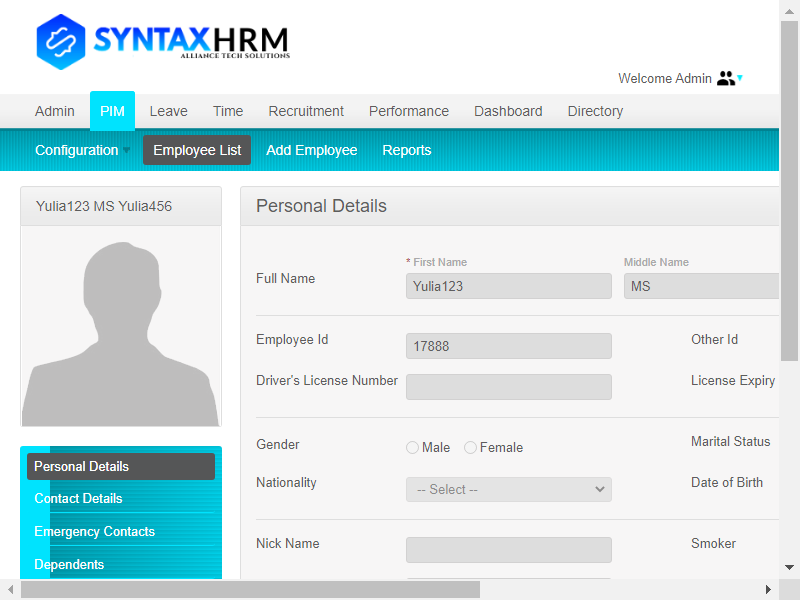 SYNTAXHRM
ALLIANCE TECH SOLUTIONS
Welcome Admin
Admin PIM Leave Time Recruitment Performance Dashboard Directory
Configuration Employee List Add Employee Reports
Yulia123 MS Yulia456
Personal Details
* First Name Middle Name
Full Name Yulia123 MS
Employee Id 17888 Other Id
Driver's License Number License Expiry
Gender Male Female Marital Status
Nationality -- Select -- Date of Birth
Nick Name Smoker
Personal Details
Contact Details
Emergency Contacts
Dependents